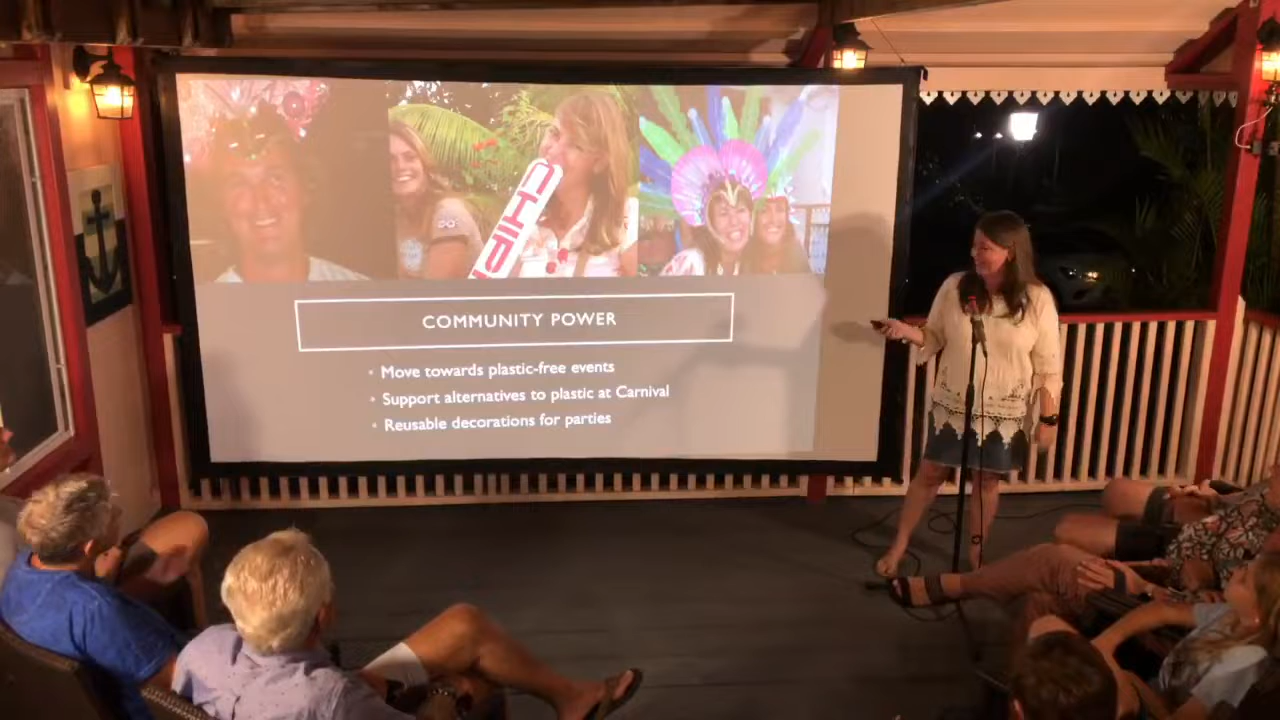 COMMUNITY POWER
• Move towards plastic-free events
• Support alternatives to plastic at Carnival
• Reusable decorations for parties